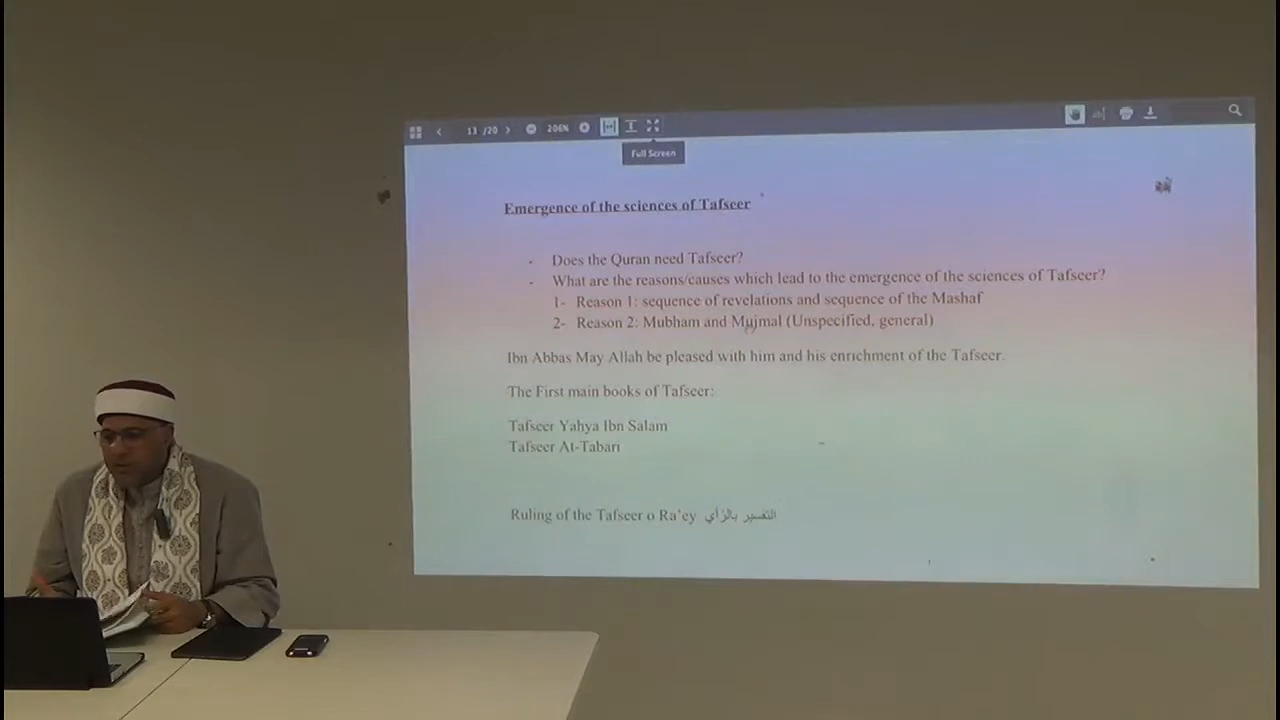 13 /20
206%
Full Screen
Emergence of the sciences of Tafseer
- Does the Quran need Tafseer?
- What are the reasons/causes which lead to the emergence of the sciences of Tafseer?
1- Reason 1: sequence of revelations and sequence of the Mashaf
2- Reason 2: Mubham and Mujmal (Unspecified, general)
Ibn Abbas May Allah be pleased with him and his enrichment of the Tafseer.
The First main books of Tafseer:
Tafseer Yahya Ibn Salam
Tafseer At-Tabari
Ruling of the Tafseer o Ra'ey التفسير بالرأي